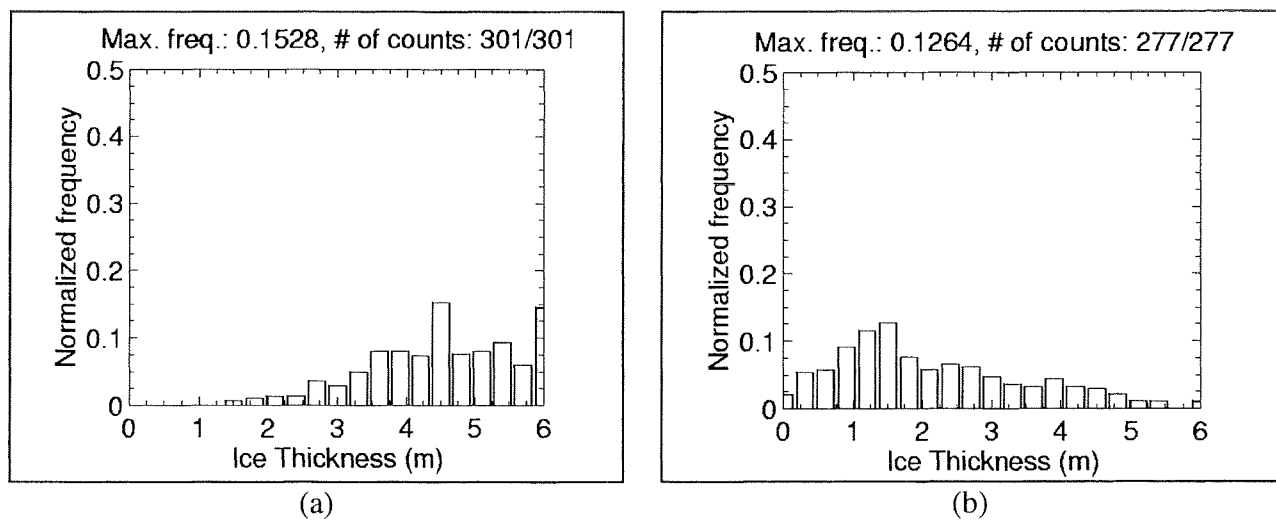 Max. freq.: 0.1528, # of counts: 301/301
0.5
0.4
0.3
0.2
0.1
0
Normalized frequency
0 1 2 3 4 5 6
Ice Thickness (m)
(a)
Max. freq.: 0.1264, # of counts: 277/277
0.5
0.4
0.3
0.2
0.1
0
Normalized frequency
0 1 2 3 4 5 6
Ice Thickness (m)
(b)